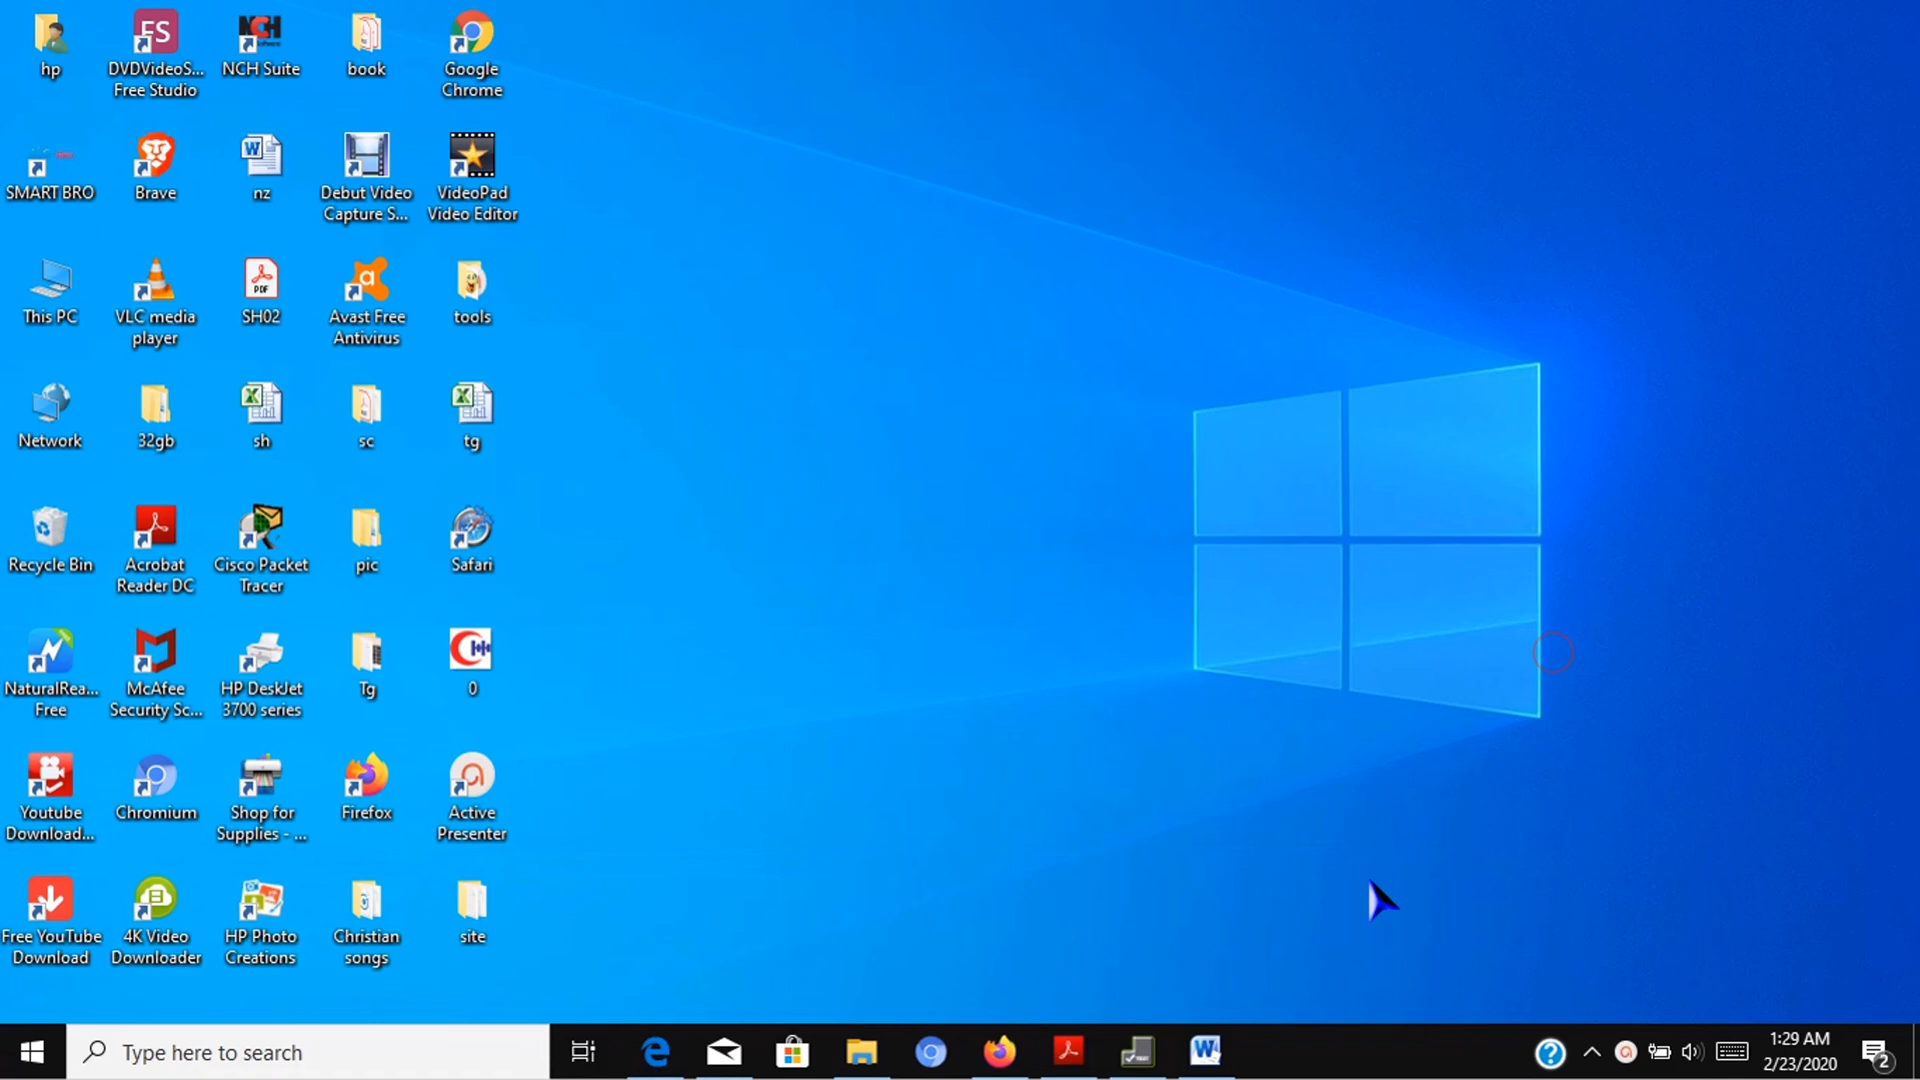 hp
DVDVideoS...
Free Studio
NCH Suite
book
Google
Chrome
SMART BRO
Brave
nz
Debut Video
Capture S...
VideoPad
Video Editor
This PC
VLC media
player
SH02
Avast Free
Antivirus
tools
Network
32gb
sh
sc
tg
Recycle Bin
Acrobat
Reader DC
Cisco Packet
Tracer
pic
Safari
NaturalRea...
Free
McAfee
Security Sc...
HP DeskJet
3700 series
Tg
0
Youtube
Download...
Chromium
Shop for
Supplies - ...
Firefox
Active
Presenter
Free YouTube
Download
4K Video
Downloader
HP Photo
Creations
Christian
songs
site
Type here to search
1:29 AM
2/23/2020
2